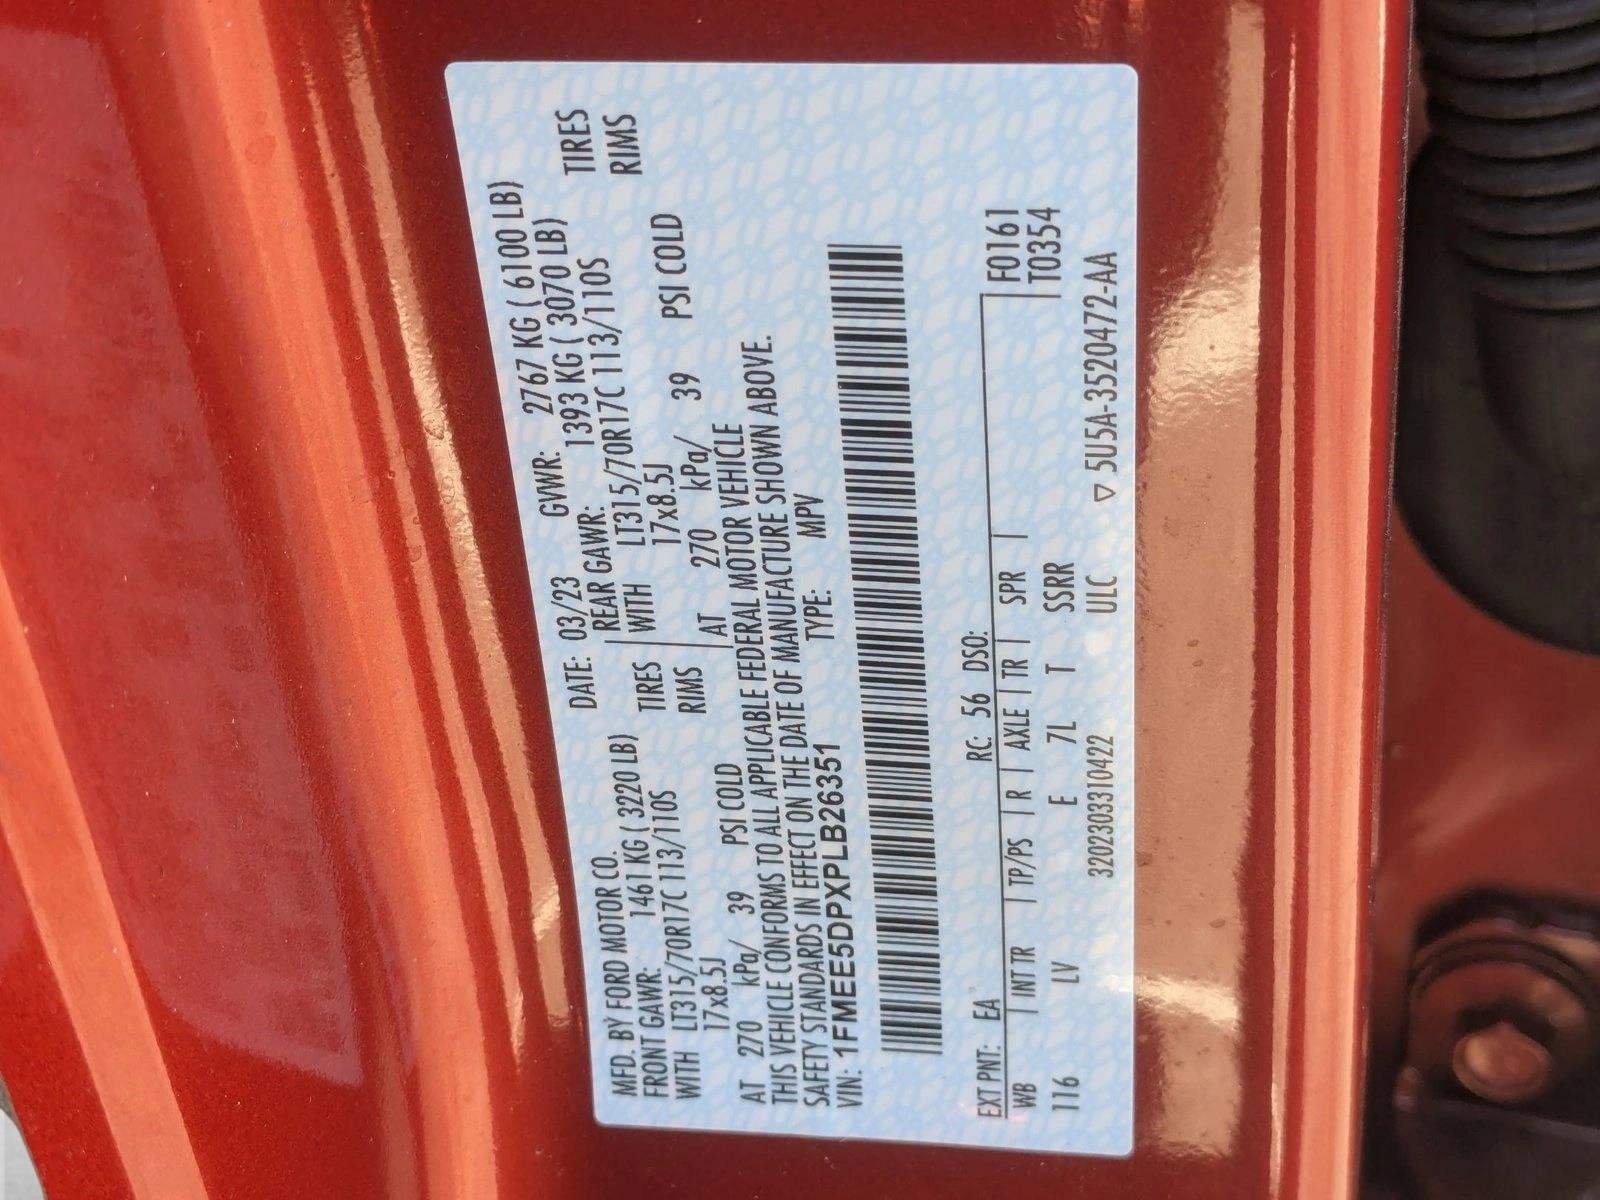 MFD. BY FORD MOTOR CO. DATE: 03/23 GVWR: 2767 KG ( 6100 LB)
FRONT GAWR: 1461 KG ( 3220 LB) REAR GAWR: 1393 KG ( 3070 LB)
WITH LT315/70R17C 113/110S TIRES WITH LT315/70R17C 113/110S TIRES
17x8.5J RIMS 17x8.5J RIMS
AT 270 kPa/ 39 PSI COLD AT 270 kPa/ 39 PSI COLD
THIS VEHICLE CONFORMS TO ALL APPLICABLE FEDERAL MOTOR VEHICLE
SAFETY STANDARDS IN EFFECT ON THE DATE OF MANUFACTURE SHOWN ABOVE.
VIN: 1FMEE5DPXPLB26351 TYPE: MPV
EXT PNT: EA RC: 56 DSO: F0161
WB | INT TR | TP/PS | R | AXLE | TR | SPR | T0354
116 LV E 7L T SSRR
3202303310422 ULC ▽ 5U5A-3520472-AA